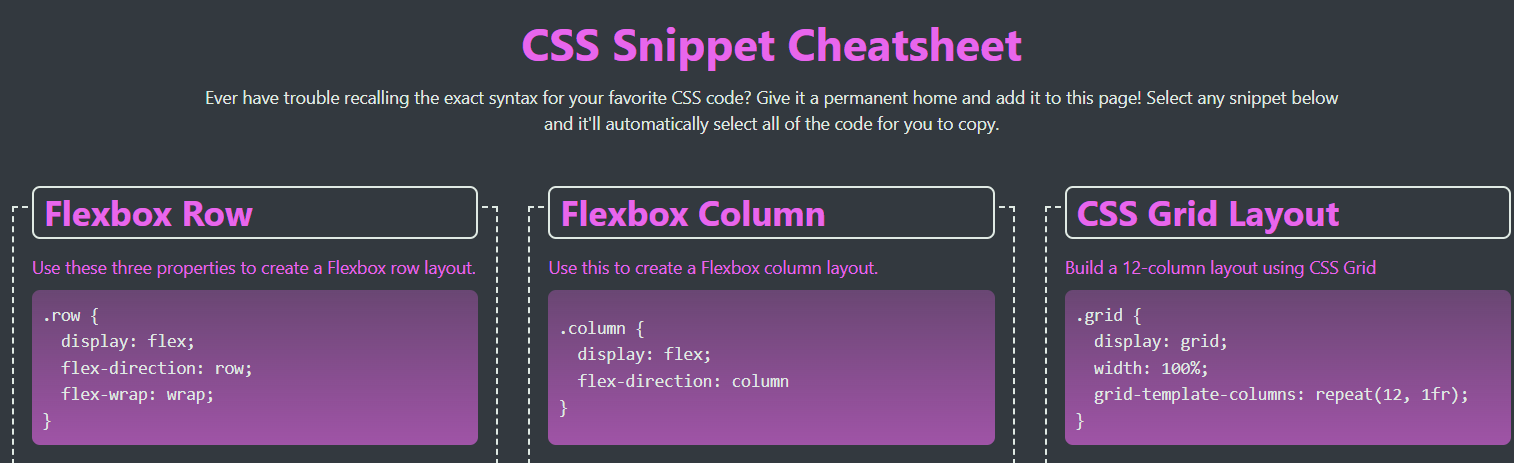 CSS Snippet Cheatsheet
Ever have trouble recalling the exact syntax for your favorite CSS code? Give it a permanent home and add it to this page! Select any snippet below
and it'll automatically select all of the code for you to copy.
Flexbox Row
Use these three properties to create a Flexbox row layout.
.row {
  display: flex;
  flex-direction: row;
  flex-wrap: wrap;
}
Flexbox Column
Use this to create a Flexbox column layout.
.column {
  display: flex;
  flex-direction: column
}
CSS Grid Layout
Build a 12-column layout using CSS Grid
.grid {
  display: grid;
  width: 100%;
  grid-template-columns: repeat(12, 1fr);
}